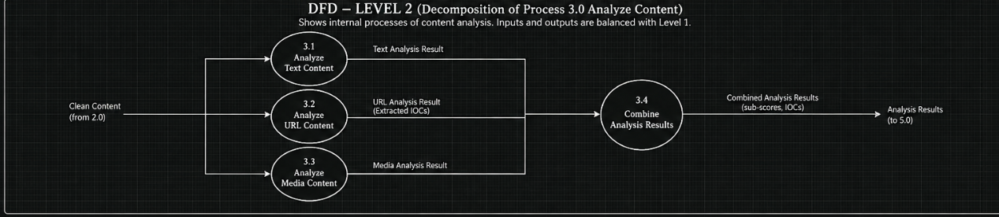 DFD – LEVEL 2 (Decomposition of Process 3.0 Analyze Content)
Shows internal processes of content analysis. Inputs and outputs are balanced with Level 1.
Clean Content
(from 2.0)
3.1
Analyze
Text Content
Text Analysis Result
3.2
Analyze
URL Content
URL Analysis Result
(Extracted IOCs)
3.3
Analyze
Media Content
Media Analysis Result
3.4
Combine
Analysis Results
Combined Analysis Results
(sub-scores, IOCs)
Analysis Results
(to 5.0)